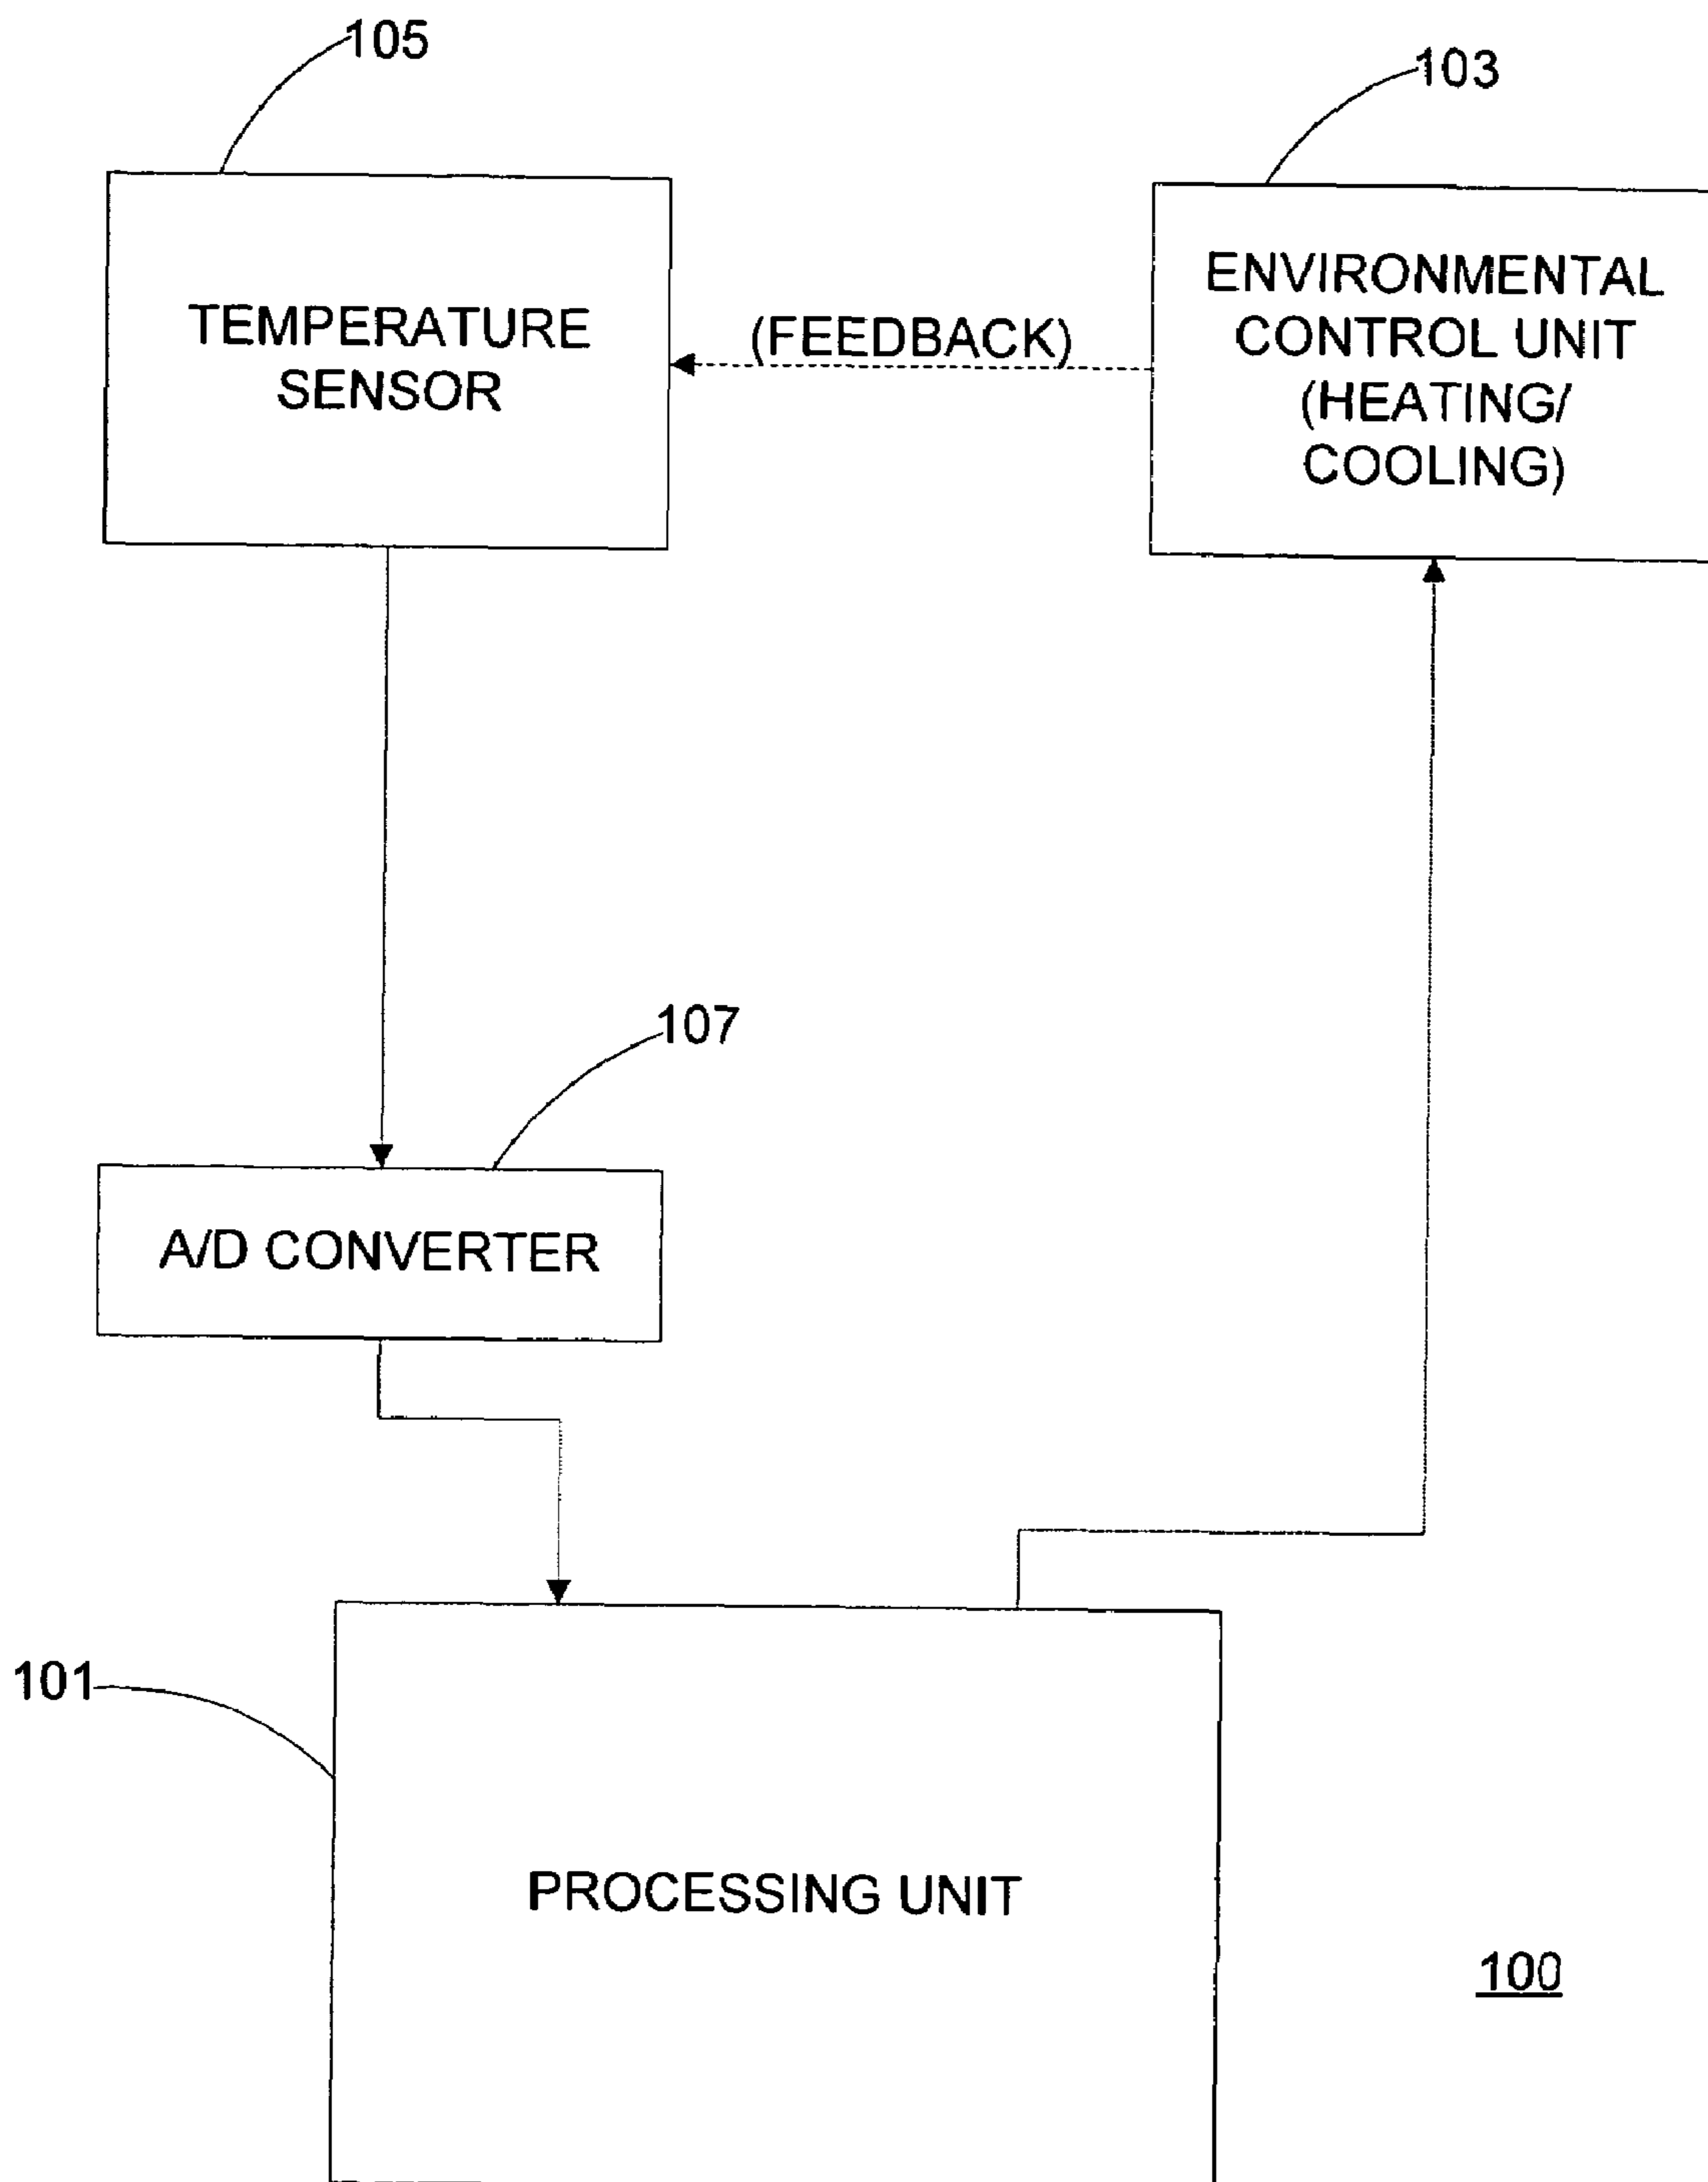 105
103
TEMPERATURE
SENSOR
(FEEDBACK)
ENVIRONMENTAL
CONTROL UNIT
(HEATING/
COOLING)
107
A/D CONVERTER
101
PROCESSING UNIT
100